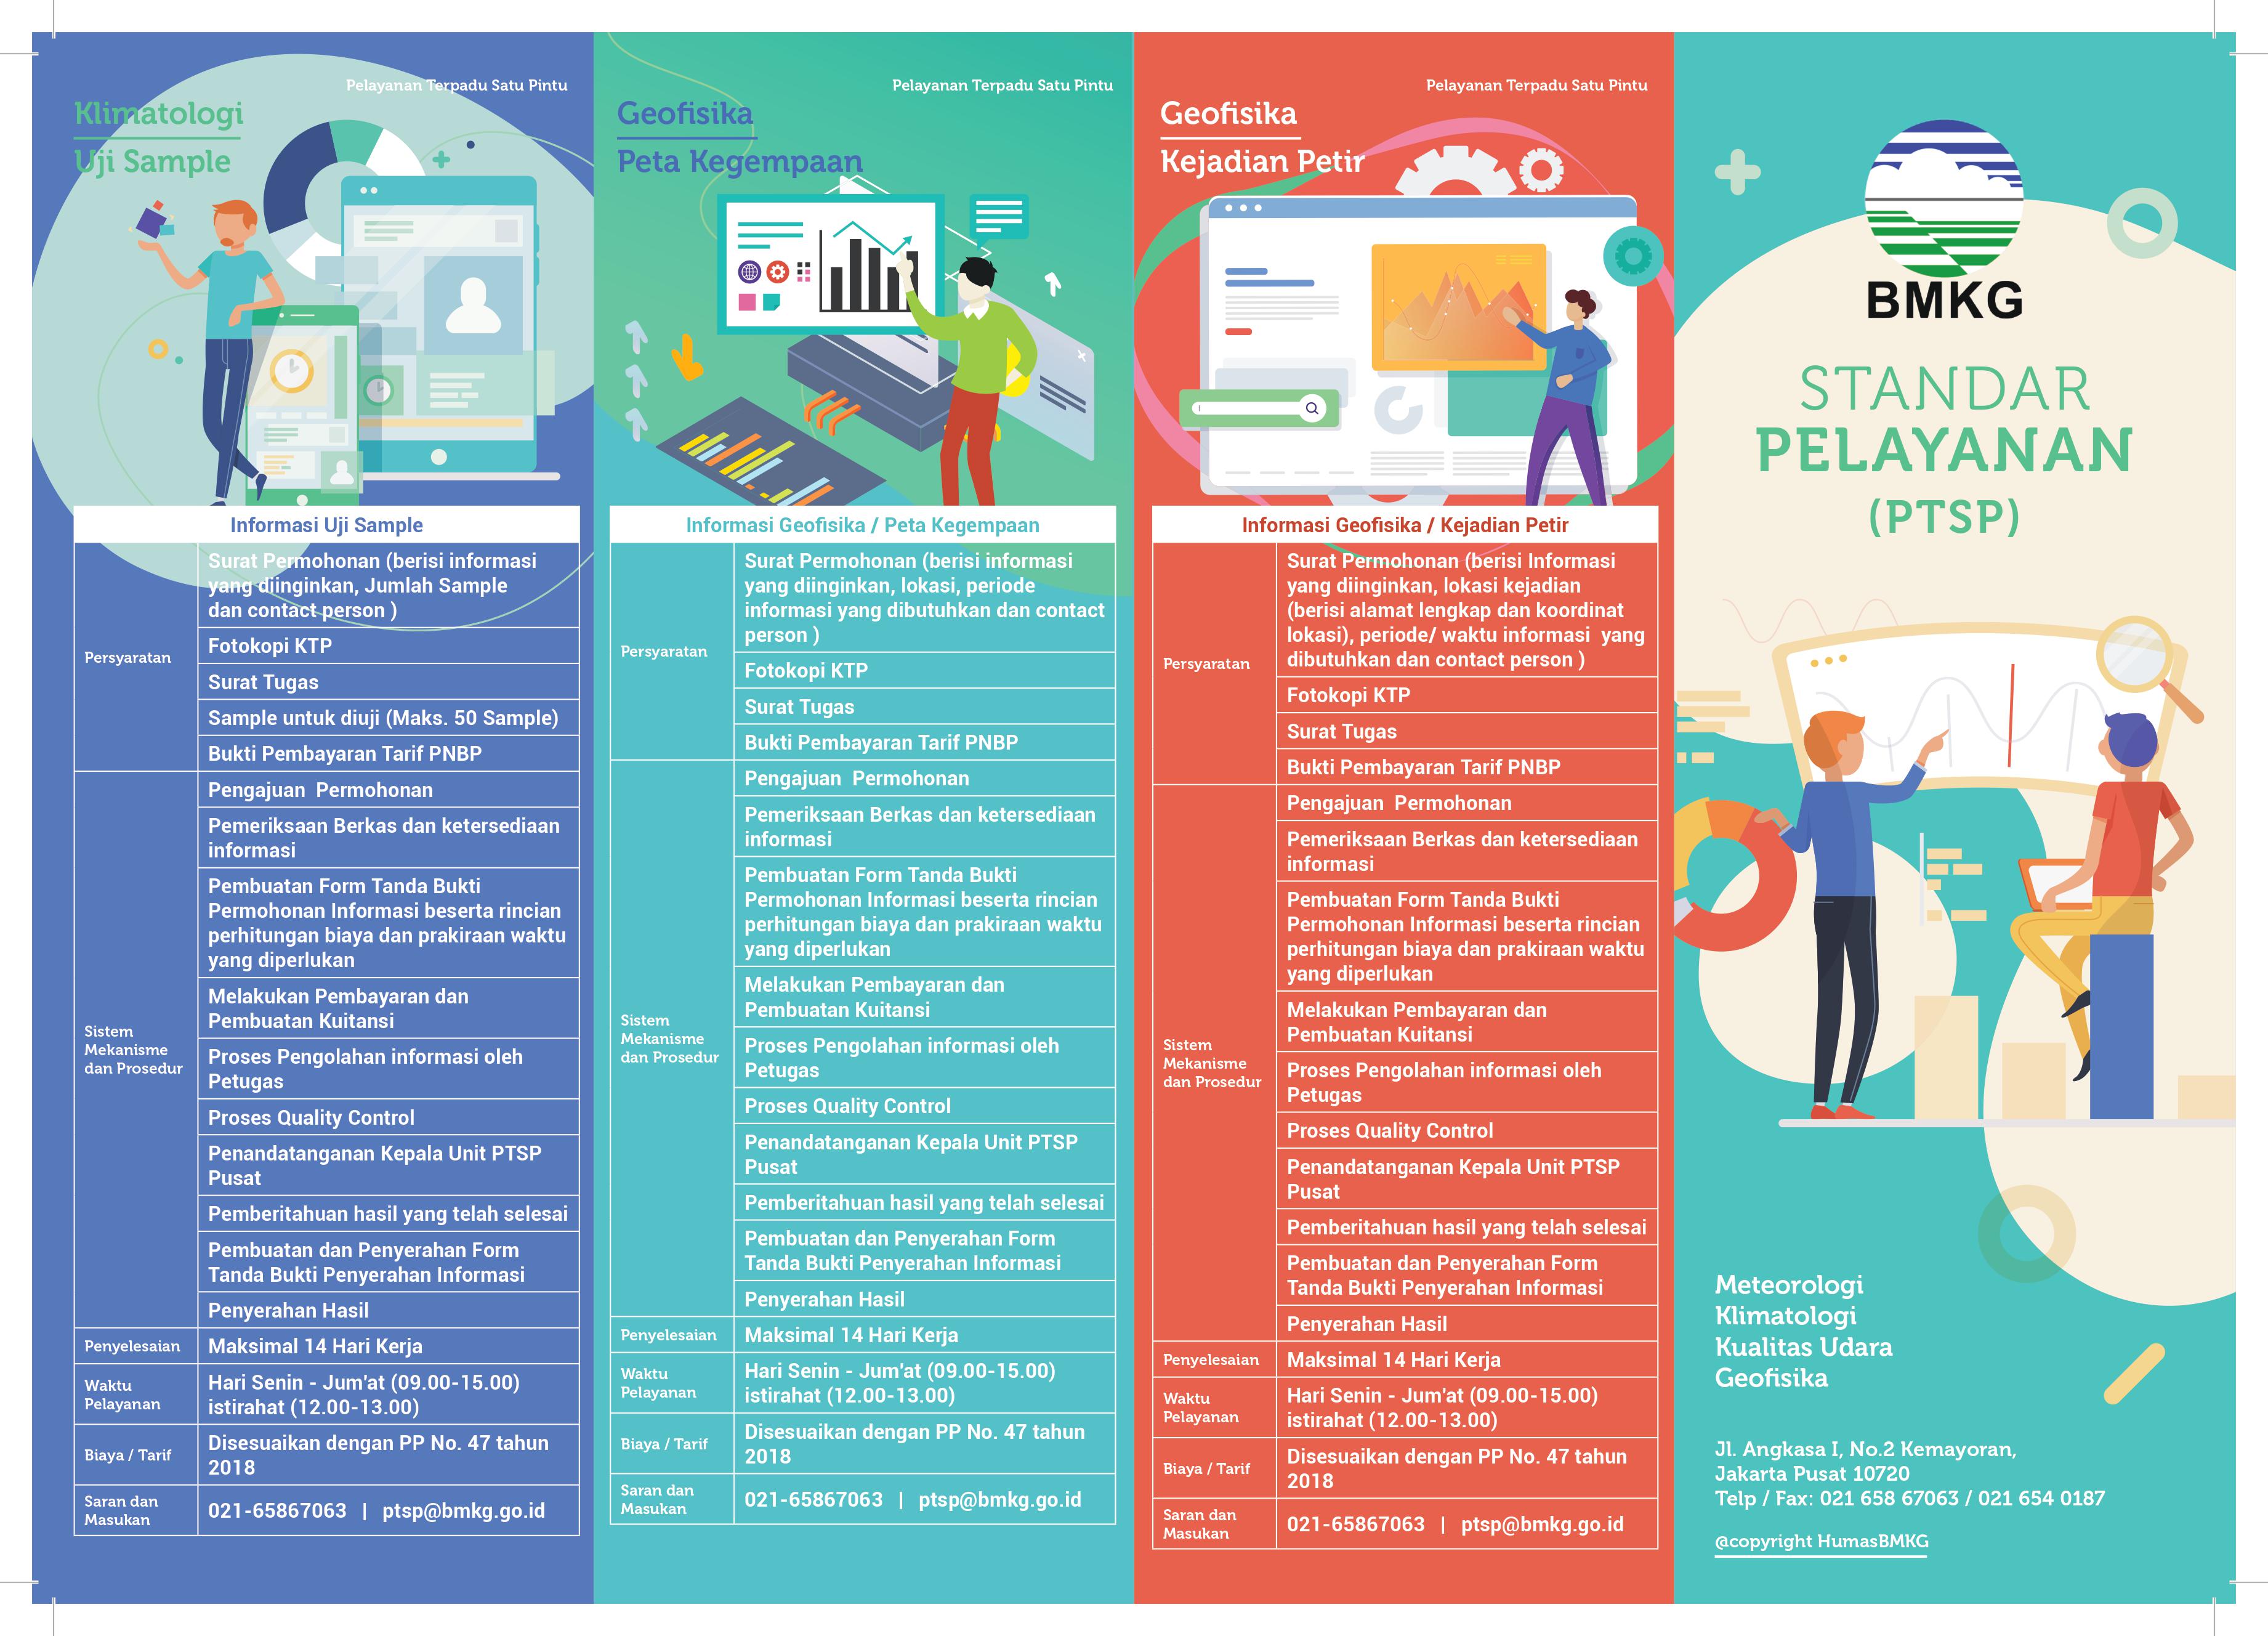 Pelayanan Terpadu Satu Pintu
Klimatologi
Uji Sample
Informasi Uji Sample
Persyaratan
Surat Permohonan (berisi informasi
yang diinginkan, Jumlah Sample
dan contact person )
Fotokopi KTP
Surat Tugas
Sample untuk diuji (Maks. 50 Sample)
Bukti Pembayaran Tarif PNBP
Sistem
Mekanisme
dan Prosedur
Pengajuan  Permohonan
Pemeriksaan Berkas dan ketersediaan
informasi
Pembuatan Form Tanda Bukti
Permohonan Informasi beserta rincian
perhitungan biaya dan prakiraan waktu
yang diperlukan
Melakukan Pembayaran dan
Pembuatan Kuitansi
Proses Pengolahan informasi oleh
Petugas
Proses Quality Control
Penandatanganan Kepala Unit PTSP
Pusat
Pemberitahuan hasil yang telah selesai
Pembuatan dan Penyerahan Form
Tanda Bukti Penyerahan Informasi
Penyerahan Hasil
Penyelesaian
Maksimal 14 Hari Kerja
Waktu
Pelayanan
Hari Senin - Jum'at (09.00-15.00)
istirahat (12.00-13.00)
Biaya / Tarif
Disesuaikan dengan PP No. 47 tahun
2018
Saran dan
Masukan
021-65867063 | ptsp@bmkg.go.id
Pelayanan Terpadu Satu Pintu
Geofisika
Peta Kegempaan
Informasi Geofisika / Peta Kegempaan
Persyaratan
Surat Permohonan (berisi informasi
yang diinginkan, lokasi, periode
informasi yang dibutuhkan dan contact
person )
Fotokopi KTP
Surat Tugas
Bukti Pembayaran Tarif PNBP
Sistem
Mekanisme
dan Prosedur
Pengajuan  Permohonan
Pemeriksaan Berkas dan ketersediaan
informasi
Pembuatan Form Tanda Bukti
Permohonan Informasi beserta rincian
perhitungan biaya dan prakiraan waktu
yang diperlukan
Melakukan Pembayaran dan
Pembuatan Kuitansi
Proses Pengolahan informasi oleh
Petugas
Proses Quality Control
Penandatanganan Kepala Unit PTSP
Pusat
Pemberitahuan hasil yang telah selesai
Pembuatan dan Penyerahan Form
Tanda Bukti Penyerahan Informasi
Penyerahan Hasil
Penyelesaian
Maksimal 14 Hari Kerja
Waktu
Pelayanan
Hari Senin - Jum'at (09.00-15.00)
istirahat (12.00-13.00)
Biaya / Tarif
Disesuaikan dengan PP No. 47 tahun
2018
Saran dan
Masukan
021-65867063 | ptsp@bmkg.go.id
Pelayanan Terpadu Satu Pintu
Geofisika
Kejadian Petir
Informasi Geofisika / Kejadian Petir
Persyaratan
Surat Permohonan (berisi Informasi
yang diinginkan, lokasi kejadian
(berisi alamat lengkap dan koordinat
lokasi), periode/ waktu informasi  yang
dibutuhkan dan contact person )
Fotokopi KTP
Surat Tugas
Bukti Pembayaran Tarif PNBP
Sistem
Mekanisme
dan Prosedur
Pengajuan  Permohonan
Pemeriksaan Berkas dan ketersediaan
informasi
Pembuatan Form Tanda Bukti
Permohonan Informasi beserta rincian
perhitungan biaya dan prakiraan waktu
yang diperlukan
Melakukan Pembayaran dan
Pembuatan Kuitansi
Proses Pengolahan informasi oleh
Petugas
Proses Quality Control
Penandatanganan Kepala Unit PTSP
Pusat
Pemberitahuan hasil yang telah selesai
Pembuatan dan Penyerahan Form
Tanda Bukti Penyerahan Informasi
Penyerahan Hasil
Penyelesaian
Maksimal 14 Hari Kerja
Waktu
Pelayanan
Hari Senin - Jum'at (09.00-15.00)
istirahat (12.00-13.00)
Biaya / Tarif
Disesuaikan dengan PP No. 47 tahun
2018
Saran dan
Masukan
021-65867063 | ptsp@bmkg.go.id
BMKG
STANDAR
PELAYANAN
(PTSP)
Meteorologi
Klimatologi
Kualitas Udara
Geofisika
Jl. Angkasa I, No.2 Kemayoran,
Jakarta Pusat 10720
Telp / Fax: 021 658 67063 / 021 654 0187
@copyright HumasBMKG